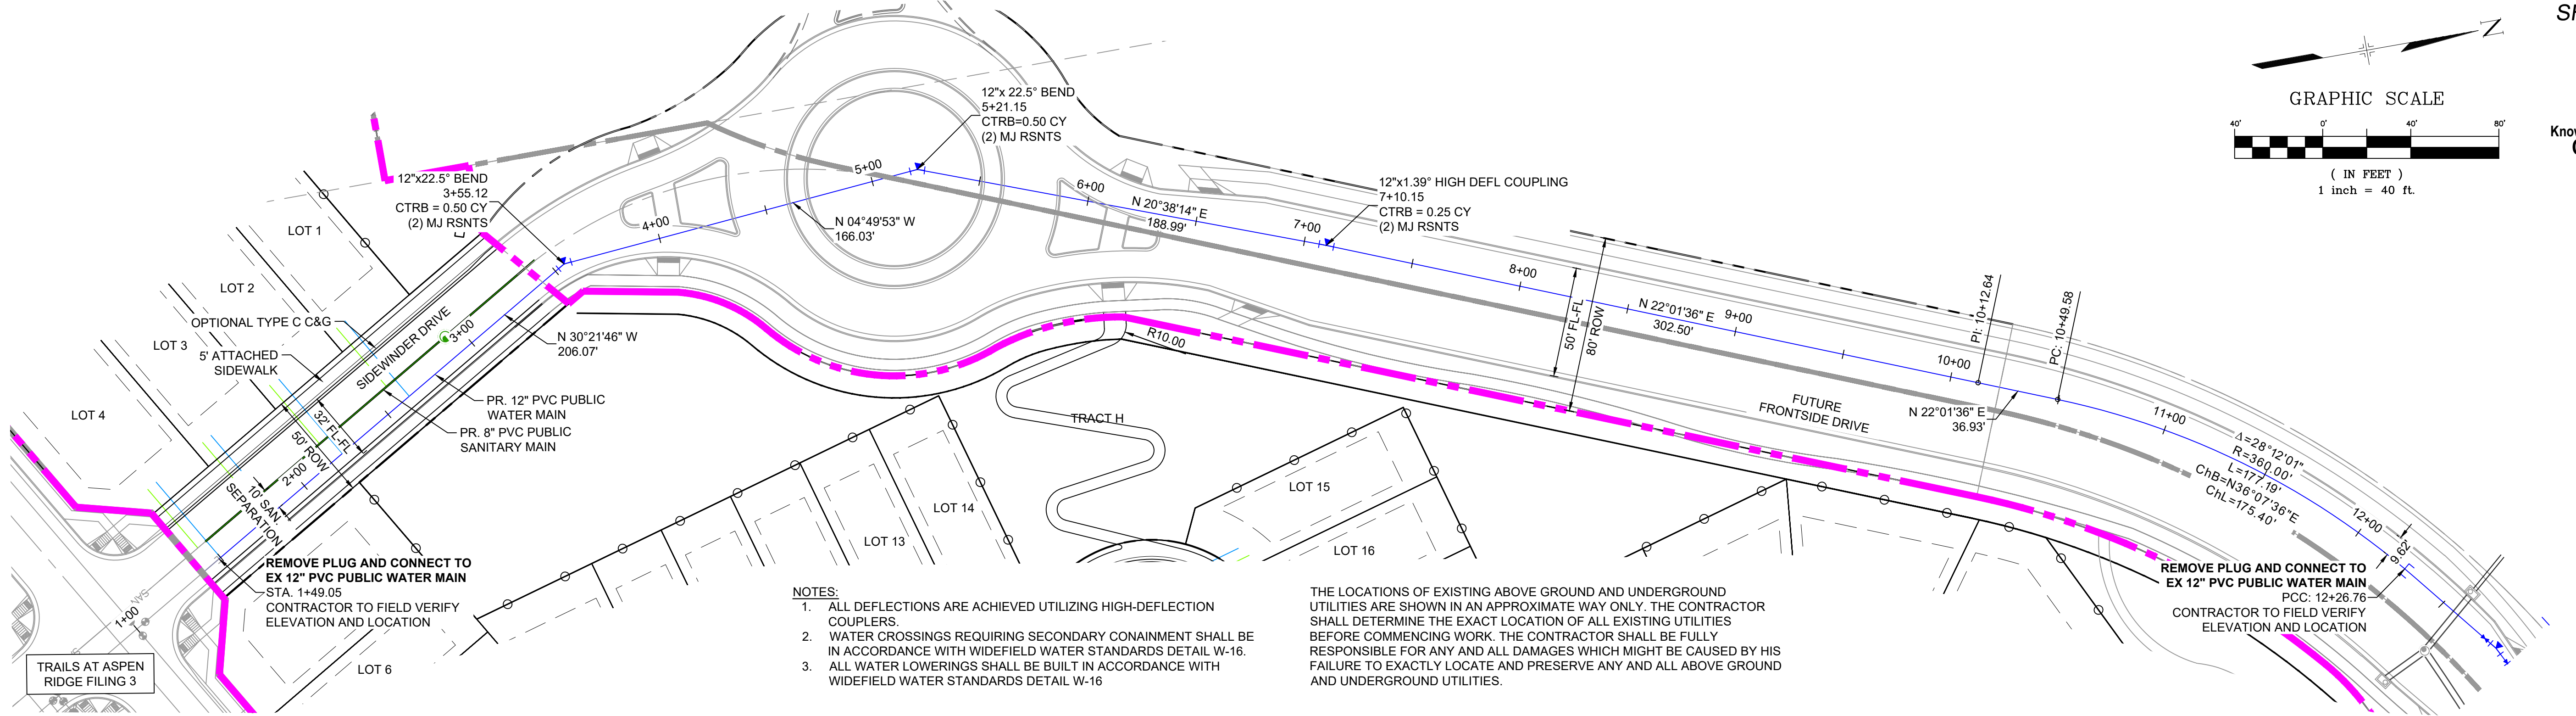 12"x 22.5° BEND
5+21.15
CTRB=0.50 CY
(2) MJ RSNTS
GRAPHIC SCALE
40' 0' 40' 80'
( IN FEET )
1 inch = 40 ft.
N
12"x22.5° BEND
3+55.12
CTRB = 0.50 CY
(2) MJ RSNTS
12"x1.39° HIGH DEFL COUPLING
7+10.15
CTRB = 0.25 CY
(2) MJ RSNTS
5+00
6+00
N 20°38'14" E
188.99'
7+00
4+00
N 04°49'53" W
166.03'
LOT 1
LOT 2
LOT 3
LOT 4
OPTIONAL TYPE C C&G
5' ATTACHED
SIDEWALK
SIDEWINDER DRIVE
3+00
N 30°21'46" W
206.07'
PR. 12" PVC PUBLIC
WATER MAIN
PR. 8" PVC PUBLIC
SANITARY MAIN
32' FL-FL
50' ROW
2+00
10' SAN.
SEPARATION
R10.00
TRACT H
8+00
50' FL-FL
80' ROW
N 22°01'36" E
302.50'
9+00
10+00
PI: 10+12.64
PC: 10+49.58
FUTURE
FRONTSIDE DRIVE
N 22°01'36" E
36.93'
11+00
Δ=28°12'01"
R=360.00'
L=177.19'
ChB=N36°07'36"E
ChL=175.40'
12+00
9.62'
LOT 13
LOT 14
LOT 15
LOT 16
LOT 6
REMOVE PLUG AND CONNECT TO
EX 12" PVC PUBLIC WATER MAIN
STA. 1+49.05
CONTRACTOR TO FIELD VERIFY
ELEVATION AND LOCATION
SAN
1+00
TRAILS AT ASPEN
RIDGE FILING 3
NOTES:
1. ALL DEFLECTIONS ARE ACHIEVED UTILIZING HIGH-DEFLECTION
COUPLERS.
2. WATER CROSSINGS REQUIRING SECONDARY CONAINMENT SHALL BE
IN ACCORDANCE WITH WIDEFIELD WATER STANDARDS DETAIL W-16.
3. ALL WATER LOWERINGS SHALL BE BUILT IN ACCORDANCE WITH
WIDEFIELD WATER STANDARDS DETAIL W-16
THE LOCATIONS OF EXISTING ABOVE GROUND AND UNDERGROUND
UTILITIES ARE SHOWN IN AN APPROXIMATE WAY ONLY. THE CONTRACTOR
SHALL DETERMINE THE EXACT LOCATION OF ALL EXISTING UTILITIES
BEFORE COMMENCING WORK. THE CONTRACTOR SHALL BE FULLY
RESPONSIBLE FOR ANY AND ALL DAMAGES WHICH MIGHT BE CAUSED BY HIS
FAILURE TO EXACTLY LOCATE AND PRESERVE ANY AND ALL ABOVE GROUND
AND UNDERGROUND UTILITIES.
REMOVE PLUG AND CONNECT TO
EX 12" PVC PUBLIC WATER MAIN
PCC: 12+26.76
CONTRACTOR TO FIELD VERIFY
ELEVATION AND LOCATION